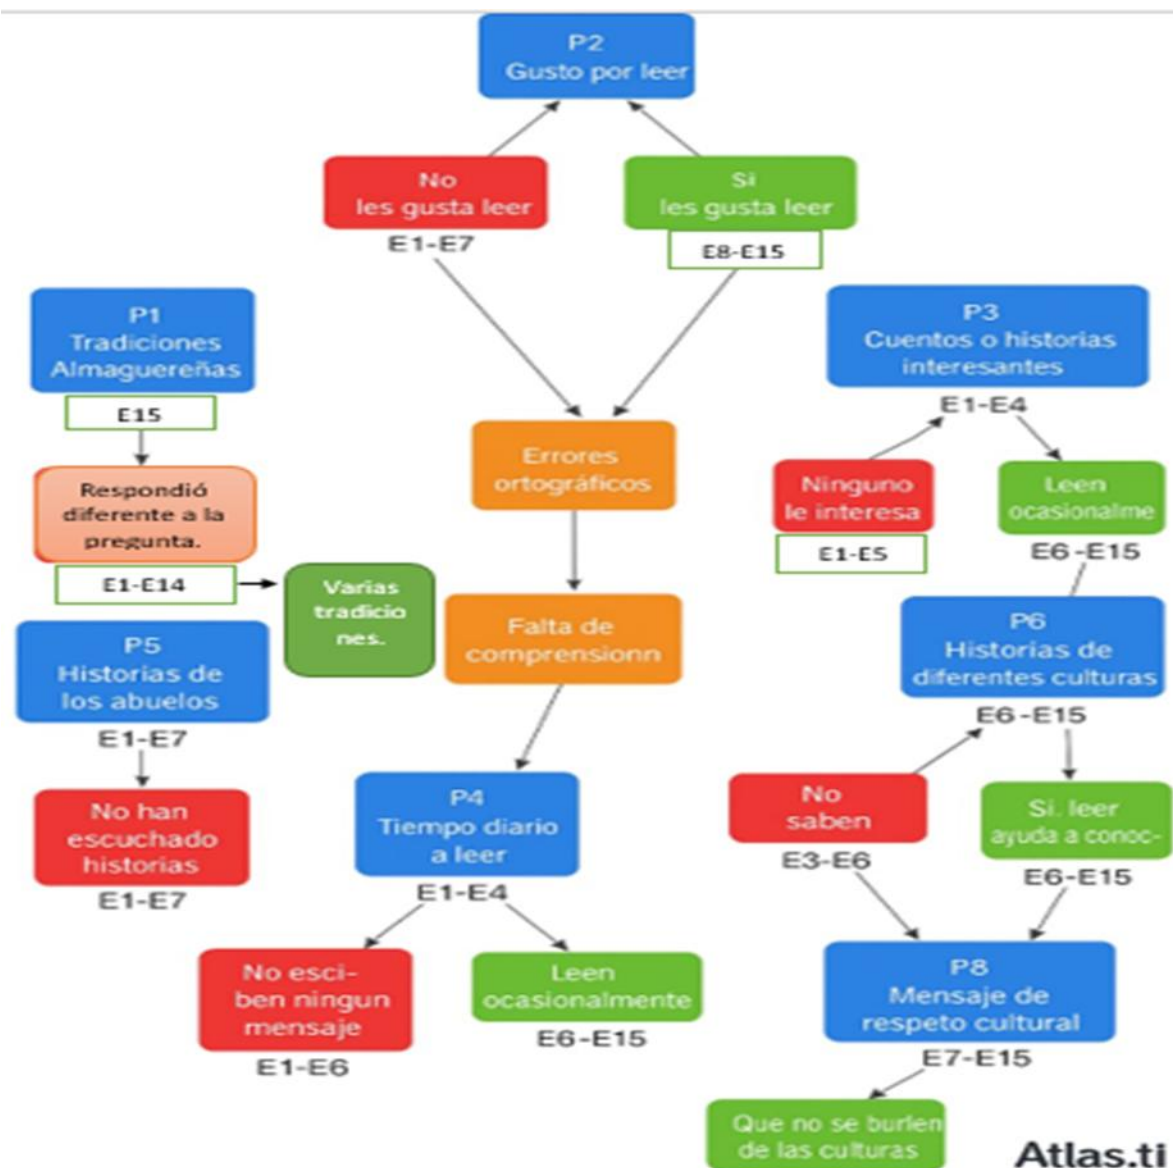 P2
Gusto por leer
No
les gusta leer
E1-E7
Si
les gusta leer
E8-E15
P1
Tradiciones
Almaguereñas
E15
Respondió
diferente a la
pregunta.
E1-E14
Varias
tradicio
nes.
P5
Historias de
los abuelos
E1-E7
No han
escuchado
historias
E1-E7
Errores
ortográficos
Falta de
comprensionn
P4
Tiempo diario
a leer
E1-E4
No esci-
ben ningun
mensaje
E1-E6
Leen
ocasionalmente
E6-E15
P3
Cuentos o historias
interesantes
E1-E4
Ninguno
le interesa
E1-E5
Leen
ocasionalme
E6-E15
P6
Historias de
diferentes culturas
E6-E15
No
saben
E3-E6
Si. leer
ayuda a conoc-
E6-E15
P8
Mensaje de
respeto cultural
E7-E15
Que no se burlen
de las culturas
Atlas.ti